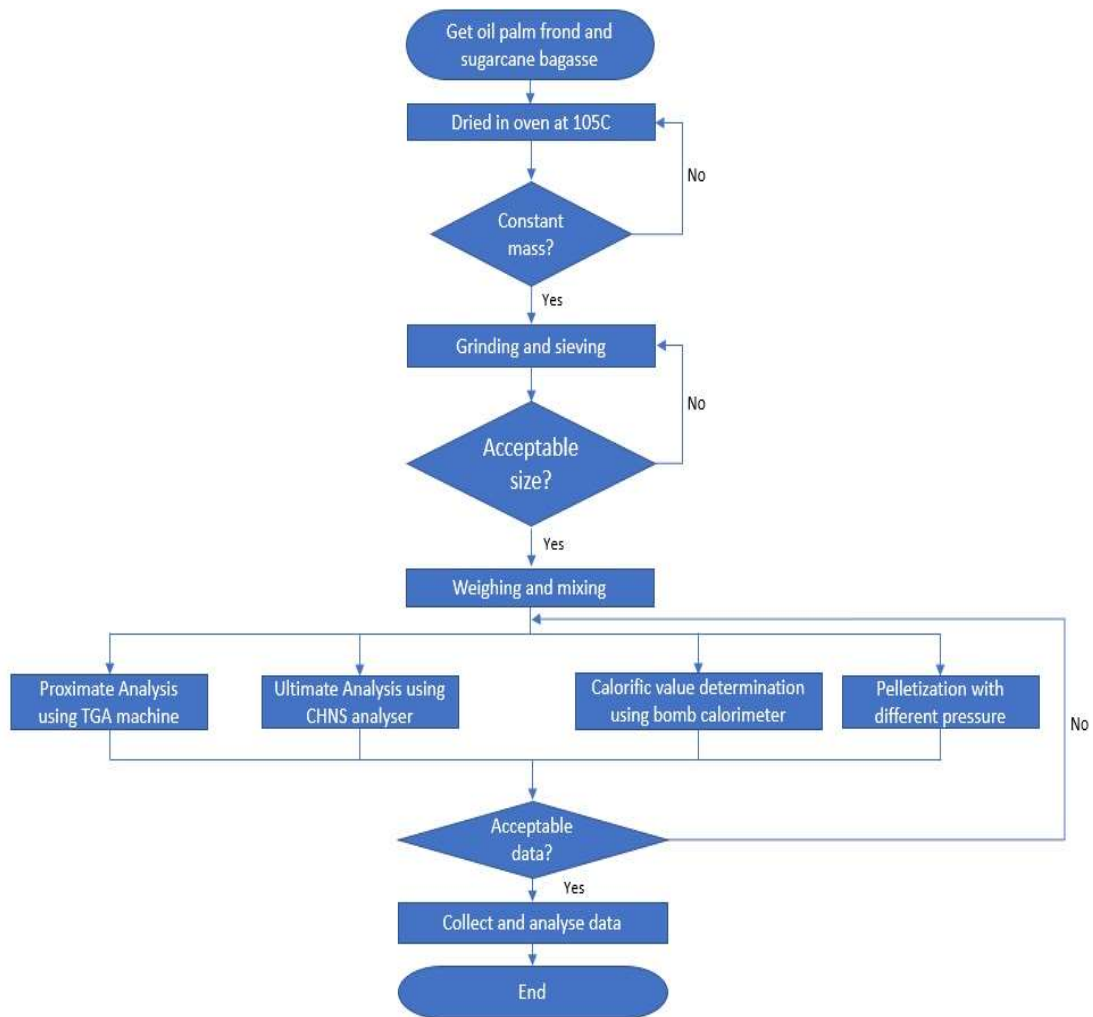 Get oil palm frond and
sugarcane bagasse
Dried in oven at 105C
No
Constant
mass?
Yes
Grinding and sieving
No
Acceptable
size?
Yes
Weighing and mixing
Proximate Analysis
using TGA machine
Ultimate Analysis using
CHNS analyser
Calorific value determination
using bomb calorimeter
Pelletization with
different pressure
No
Acceptable
data?
Yes
Collect and analyse data
End